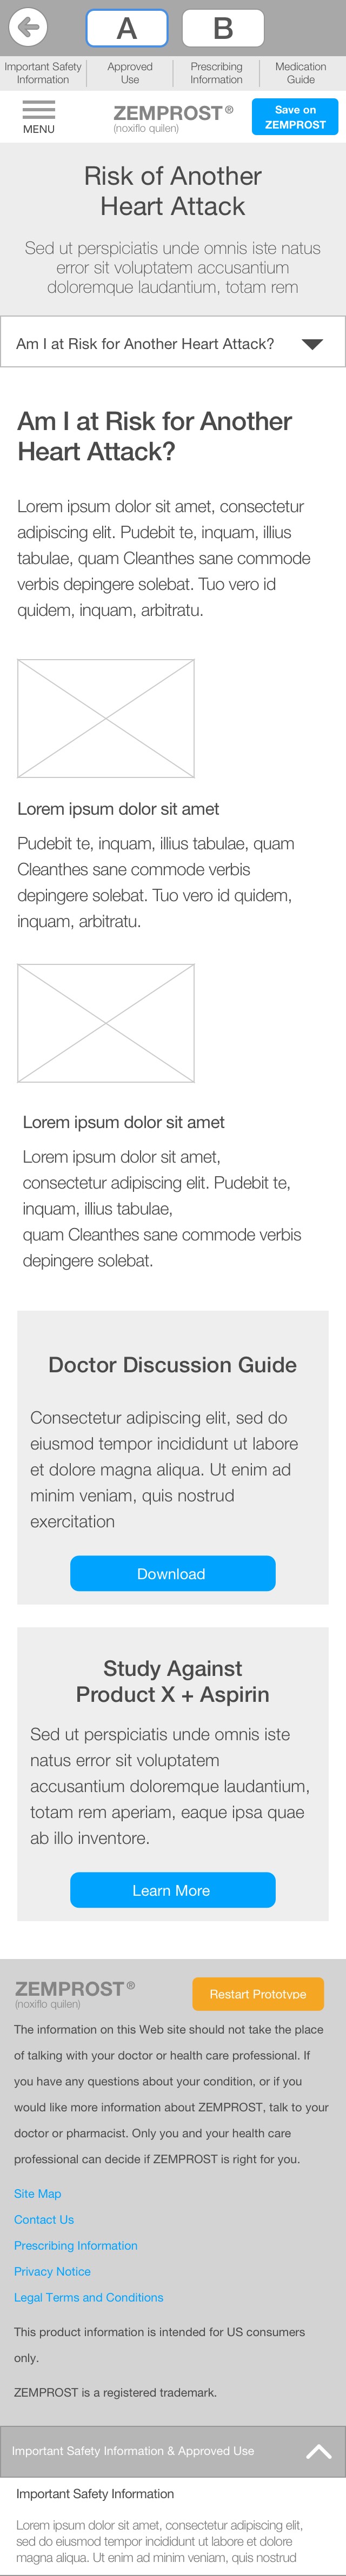 A B
Important Safety Information
Approved Use
Prescribing Information
Medication Guide
MENU
ZEMPROST®
(noxiflo quilen)
Save on
ZEMPROST
Risk of Another
Heart Attack
Sed ut perspiciatis unde omnis iste natus
error sit voluptatem accusantium
doloremque laudantium, totam rem
Am I at Risk for Another Heart Attack?
Am I at Risk for Another
Heart Attack?
Lorem ipsum dolor sit amet, consectetur
adipiscing elit. Pudebit te, inquam, illius
tabulae, quam Cleanthes sane commode
verbis depingere solebat. Tuo vero id
quidem, inquam, arbitratu.
Lorem ipsum dolor sit amet
Pudebit te, inquam, illius tabulae, quam
Cleanthes sane commode verbis
depingere solebat. Tuo vero id quidem,
inquam, arbitratu.
Lorem ipsum dolor sit amet
Lorem ipsum dolor sit amet,
consectetur adipiscing elit. Pudebit te,
inquam, illius tabulae,
quam Cleanthes sane commode verbis
depingere solebat.
Doctor Discussion Guide
Consectetur adipiscing elit, sed do
eiusmod tempor incididunt ut labore
et dolore magna aliqua. Ut enim ad
minim veniam, quis nostrud
exercitation
Download
Study Against
Product X + Aspirin
Sed ut perspiciatis unde omnis iste
natus error sit voluptatem
accusantium doloremque laudantium,
totam rem aperiam, eaque ipsa quae
ab illo inventore.
Learn More
ZEMPROST®
(noxiflo quilen)
Restart Prototype
The information on this Web site should not take the place
of talking with your doctor or health care professional. If
you have any questions about your condition, or if you
would like more information about ZEMPROST, talk to your
doctor or pharmacist. Only you and your health care
professional can decide if ZEMPROST is right for you.
Site Map
Contact Us
Prescribing Information
Privacy Notice
Legal Terms and Conditions
This product information is intended for US consumers
only.
ZEMPROST is a registered trademark.
Important Safety Information & Approved Use
Important Safety Information
Lorem ipsum dolor sit amet, consectetur adipiscing elit,
sed do eiusmod tempor incididunt ut labore et dolore
magna aliqua. Ut enim ad minim veniam, quis nostrud